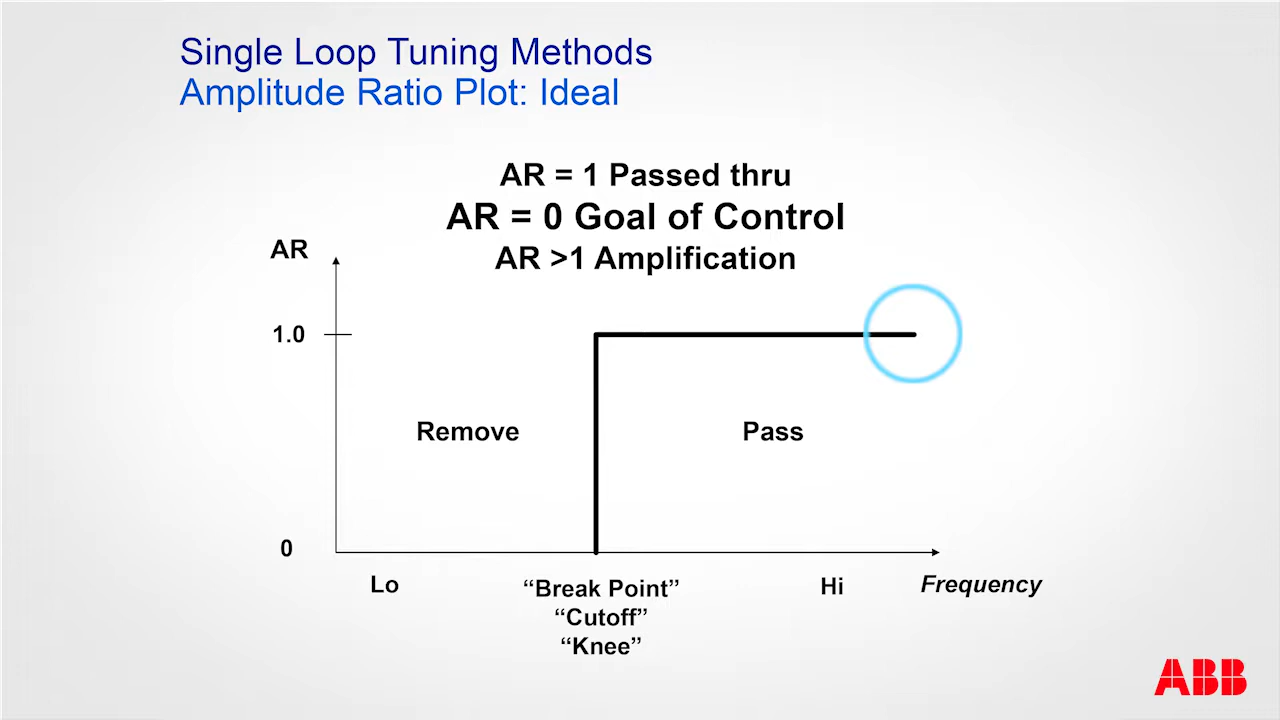 Single Loop Tuning Methods
Amplitude Ratio Plot: Ideal
AR = 1 Passed thru
AR = 0 Goal of Control
AR >1 Amplification
AR
1.0
Remove
Pass
0
Lo
“Break Point”
“Cutoff”
“Knee”
Hi
Frequency
ABB